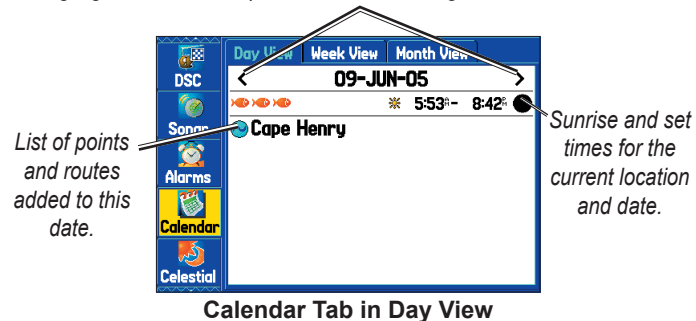 Day View Week View Month View
DSC
< 09-JUN-05 >
5:53 - 8:42
Sonar
Cape Henry
Alarms
Calendar
Celestial
List of points
and routes
added to this
date.
Sunrise and set
times for the
current location
and date.
Calendar Tab in Day View